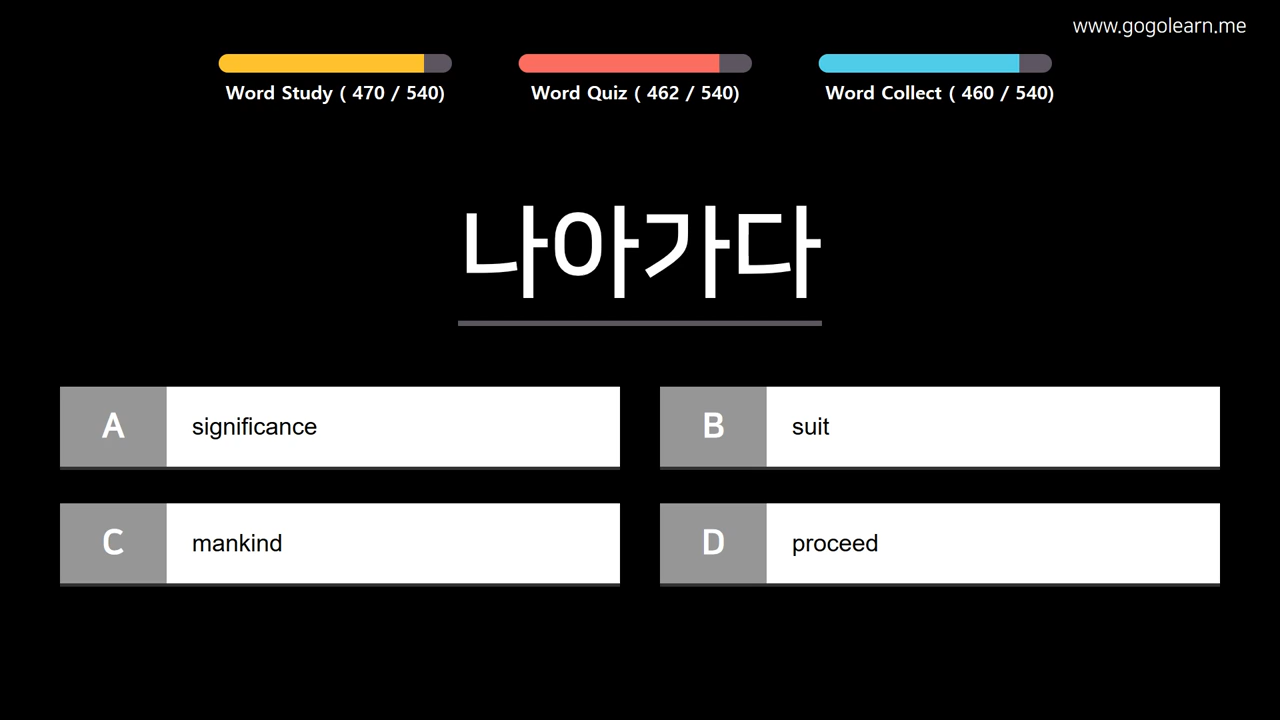 www.gogolearn.me
Word Study ( 470 / 540)
Word Quiz ( 462 / 540)
Word Collect ( 460 / 540)
나아가다
A significance
B suit
C mankind
D proceed